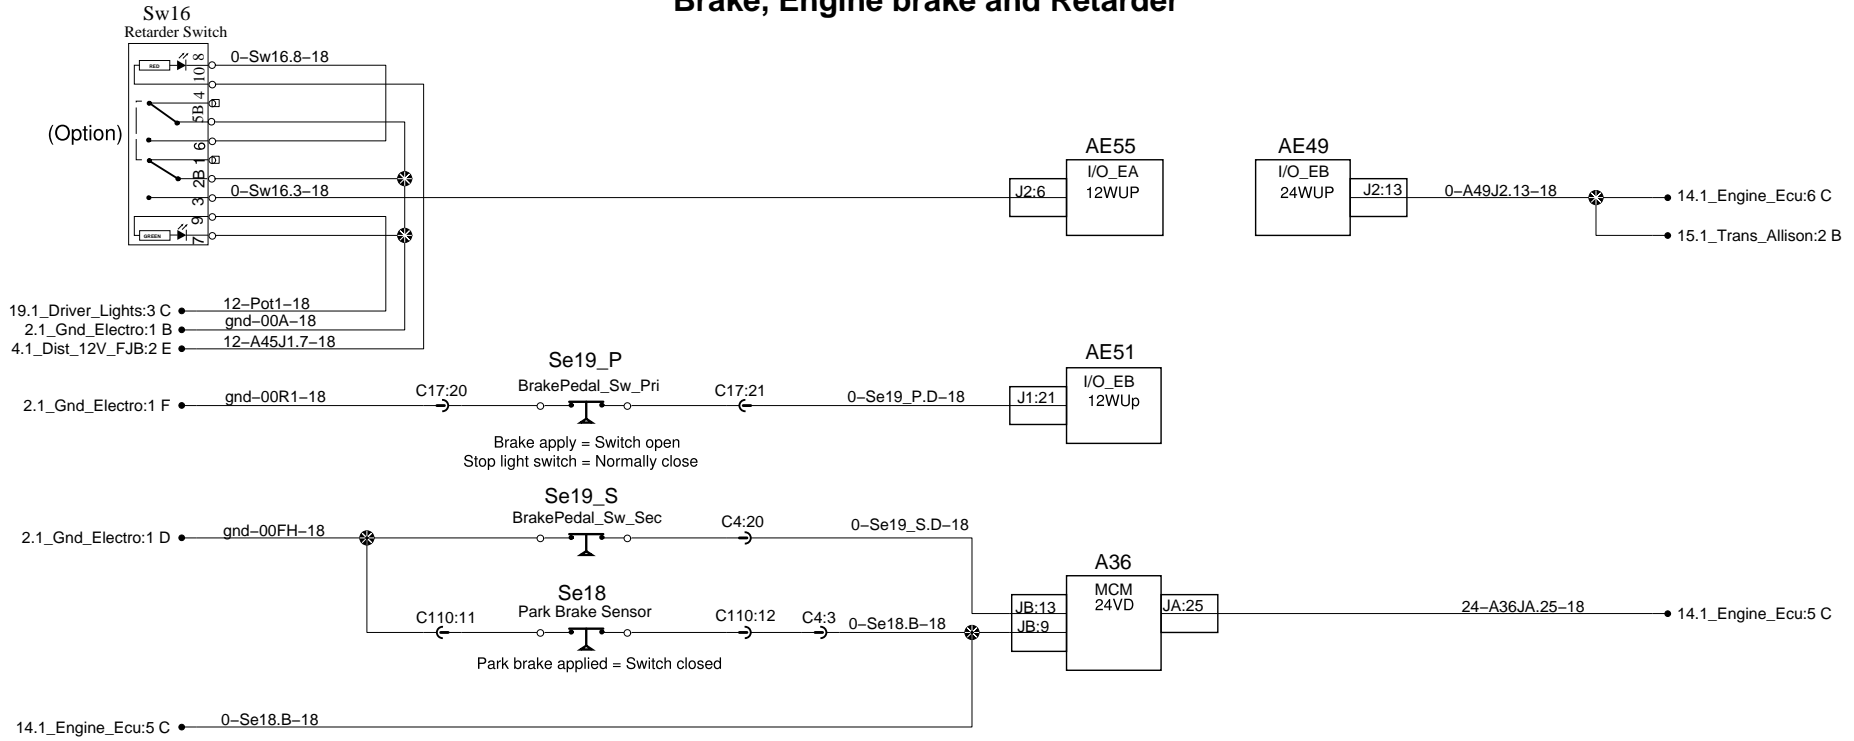 Brake, Engine brake and Retarder
Sw16
Retarder Switch
(Option)
RED
8
10
4
5B
6
1
2B
3
9
7
GREEN
0–Sw16.8–18
0–Sw16.3–18
AE55
I/O_EA
12WUP
J2:6
AE49
I/O_EB
24WUP
J2:13
0–A49J2.13–18
14.1_Engine_Ecu:6 C
15.1_Trans_Allison:2 B
19.1_Driver_Lights:3 C
12–Pot1–18
2.1_Gnd_Electro:1 B
gnd–00A–18
4.1_Dist_12V_FJB:2 E
12–A45J1.7–18
Se19_P
BrakePedal_Sw_Pri
2.1_Gnd_Electro:1 F
gnd–00R1–18
C17:20
C17:21
0–Se19_P.D–18
AE51
I/O_EB
12WUp
J1:21
Brake apply = Switch open
Stop light switch = Normally close
Se19_S
BrakePedal_Sw_Sec
2.1_Gnd_Electro:1 D
gnd–00FH–18
C4:20
0–Se19_S.D–18
Se18
Park Brake Sensor
C110:11
C110:12
C4:3
0–Se18.B–18
Park brake applied = Switch closed
A36
MCM
24VD
JB:13
JB:9
JA:25
24–A36JA.25–18
14.1_Engine_Ecu:5 C
14.1_Engine_Ecu:5 C
0–Se18.B–18